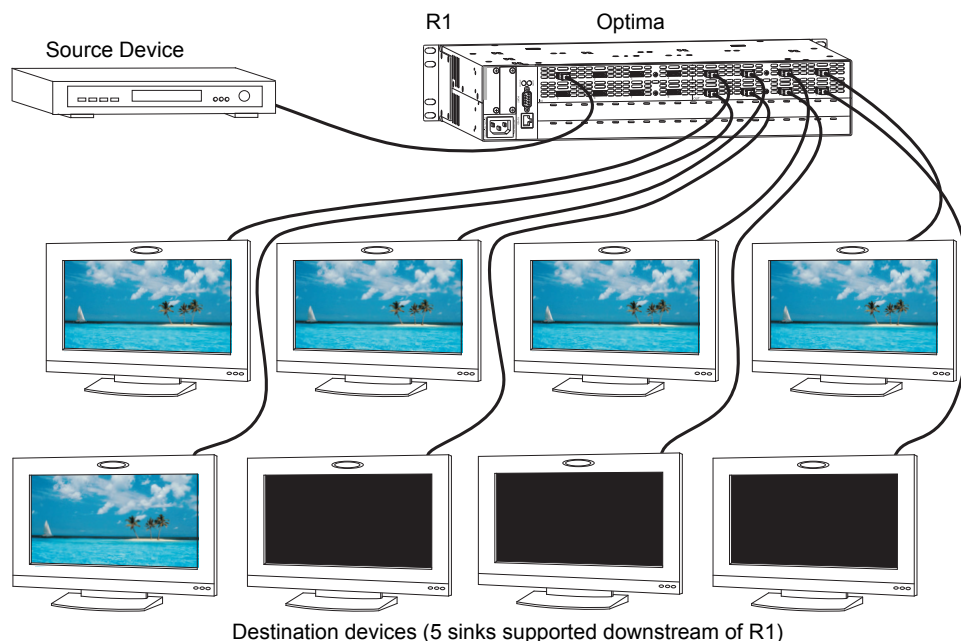 R1
Optima
Source Device
Destination devices (5 sinks supported downstream of R1)